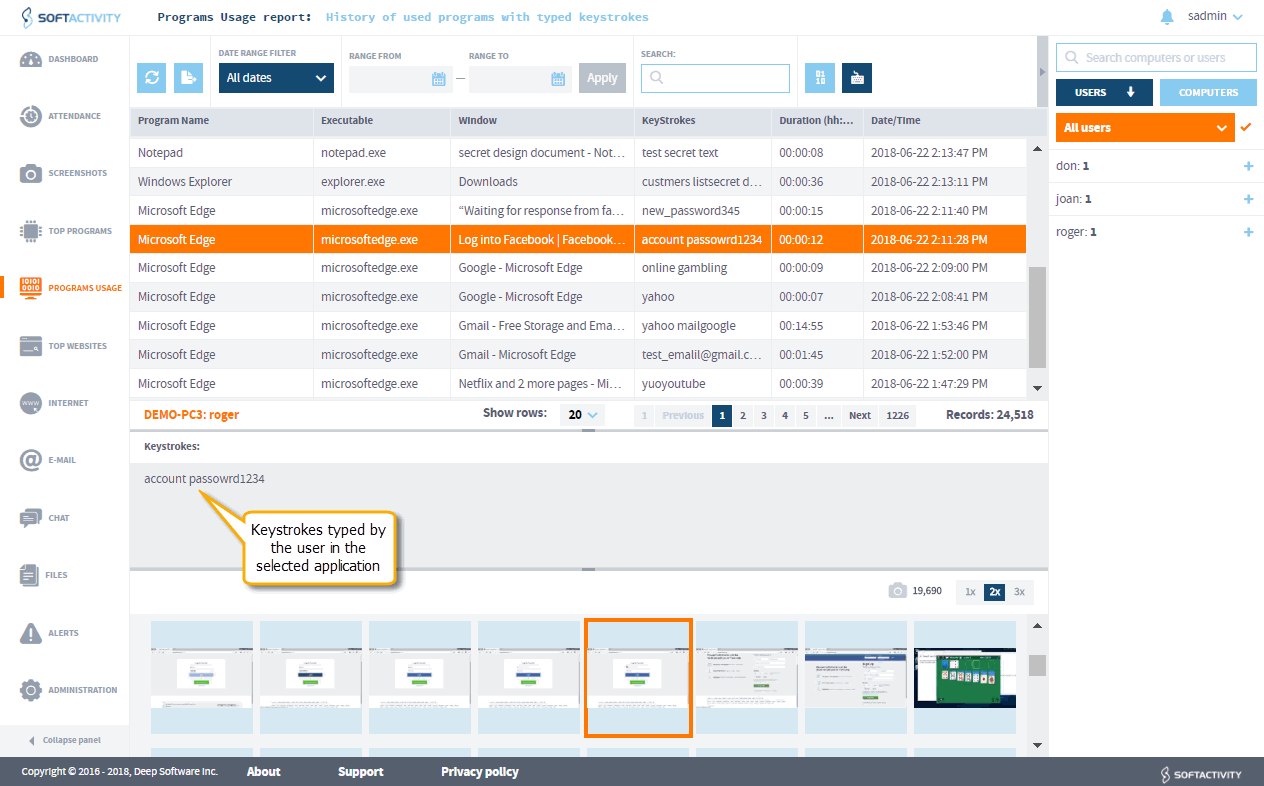 SOFTACTIVITY
Programs Usage report: History of used programs with typed keystrokes
sadmin
DASHBOARD
ATTENDANCE
SCREENSHOTS
TOP PROGRAMS
PROGRAMS USAGE
TOP WEBSITES
INTERNET
E-MAIL
CHAT
FILES
ALERTS
ADMINISTRATION
Collapse panel
DATE RANGE FILTER
All dates
RANGE FROM
—
RANGE TO
Apply
SEARCH:
Program Name Executable Window KeyStrokes Duration (hh:... Date/Time
Notepad notepad.exe secret design document - Not... test secret text 00:00:08 2018-06-22 2:13:47 PM
Windows Explorer explorer.exe Downloads custmers listsecret d... 00:00:36 2018-06-22 2:13:11 PM
Microsoft Edge microsoftedge.exe “Waiting for response from fa... new_password345 00:00:15 2018-06-22 2:11:40 PM
Microsoft Edge microsoftedge.exe Log into Facebook | Facebook... account passowrd1234 00:00:12 2018-06-22 2:11:28 PM
Microsoft Edge microsoftedge.exe Google - Microsoft Edge online gambling 00:00:09 2018-06-22 2:09:00 PM
Microsoft Edge microsoftedge.exe Google - Microsoft Edge yahoo 00:00:07 2018-06-22 2:08:41 PM
Microsoft Edge microsoftedge.exe Gmail - Free Storage and Ema... yahoo mailgoogle 00:14:55 2018-06-22 1:53:46 PM
Microsoft Edge microsoftedge.exe Gmail - Microsoft Edge test_emalil@gmail.c... 00:01:45 2018-06-22 1:52:00 PM
Microsoft Edge microsoftedge.exe Netflix and 2 more pages - Mi... yuoyoutube 00:00:39 2018-06-22 1:47:29 PM
DEMO-PC3: roger Show rows: 20 1 Previous 1 2 3 4 5 ... Next 1226 Records: 24,518
Keystrokes:
account passowrd1234
Keystrokes typed by
the user in the
selected application
19,690 1x 2x 3x
Search computers or users
USERS COMPUTERS
All users
don: 1
joan: 1
roger: 1
Copyright © 2016 - 2018, Deep Software Inc. About Support Privacy policy
SOFTACTIVITY